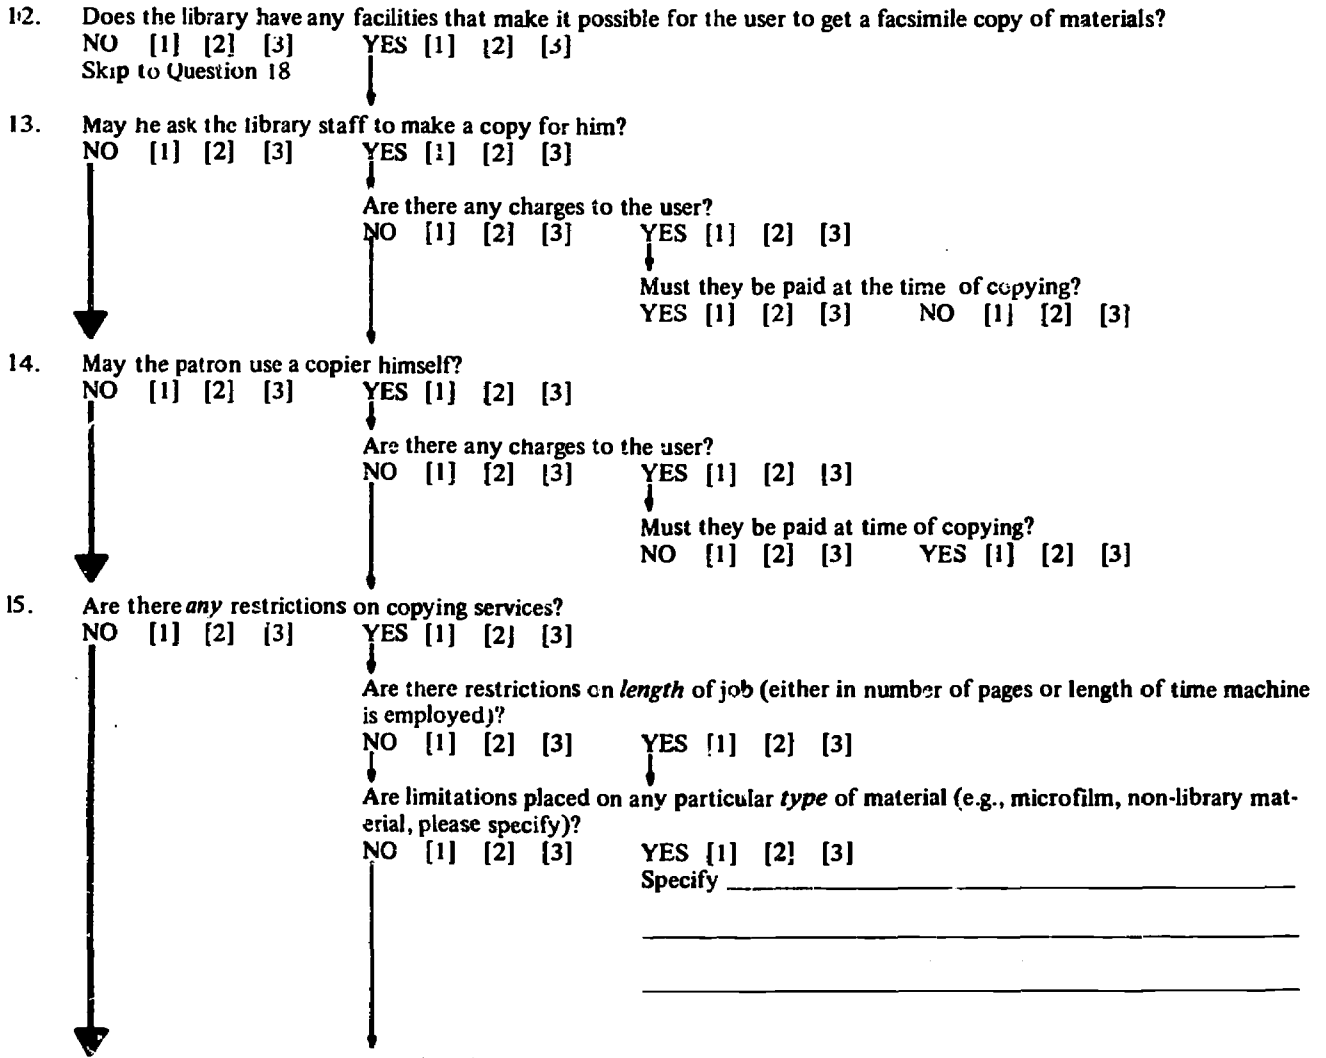 12. Does the library have any facilities that make it possible for the user to get a facsimile copy of materials?
NO [1] [2] [3] YES [1] [2] [3]
Skip to Question 18
13. May he ask the library staff to make a copy for him?
NO [1] [2] [3] YES [1] [2] [3]
Are there any charges to the user?
NO [1] [2] [3] YES [1] [2] [3]
Must they be paid at the time of copying?
YES [1] [2] [3] NO [1] [2] [3]
14. May the patron use a copier himself?
NO [1] [2] [3] YES [1] [2] [3]
Are there any charges to the user?
NO [1] [2] [3] YES [1] [2] [3]
Must they be paid at time of copying?
NO [1] [2] [3] YES [1] [2] [3]
15. Are there any restrictions on copying services?
NO [1] [2] [3] YES [1] [2] [3]
Are there restrictions on length of job (either in number of pages or length of time machine
is employed)?
NO [1] [2] [3] YES [1] [2] [3]
Are limitations placed on any particular type of material (e.g., microfilm, non-library mat-
erial, please specify)?
NO [1] [2] [3] YES [1] [2] [3]
Specify